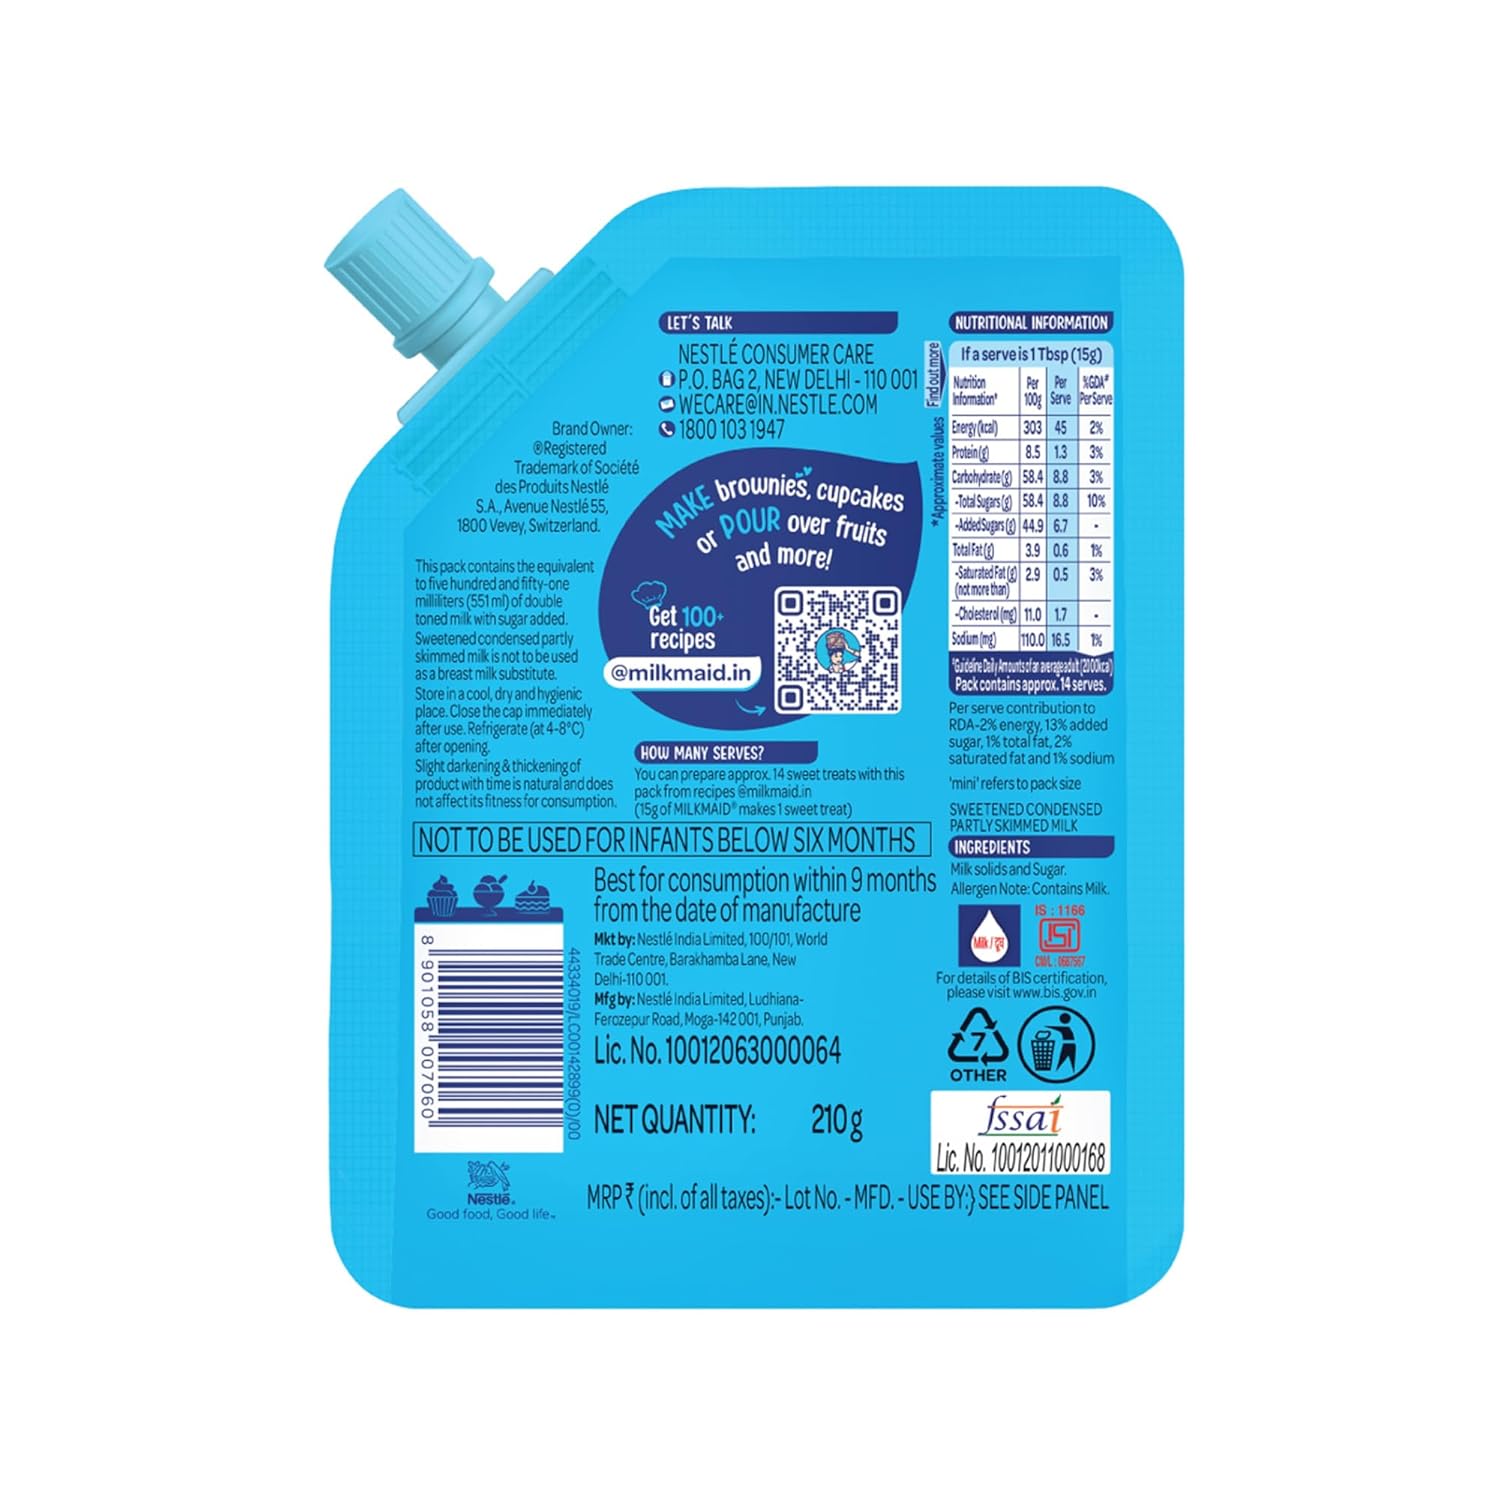 LET'S TALK
NESTLÉ CONSUMER CARE
P.O. BAG 2, NEW DELHI - 110 001
WECARE@IN.NESTLE.COM
1800 103 1947
Brand Owner:
®Registered
Trademark of Société
des Produits Nestlé
S.A., Avenue Nestlé 55,
1800 Vevey, Switzerland.
This pack contains the equivalent
to five hundred and fifty-one
milliliters (551 ml) of double
toned milk with sugar added.
Sweetened condensed partly
skimmed milk is not to be used
as a breast milk substitute.
Store in a cool, dry and hygienic
place. Close the cap immediately
after use. Refrigerate (at 4-8°C)
after opening.
Slight darkening & thickening of
product with time is natural and does
not affect its fitness for consumption.
MAKE brownies, cupcakes
or POUR over fruits
and more!
Get 100+
recipes
@milkmaid.in
HOW MANY SERVES?
You can prepare approx. 14 sweet treats with this
pack from recipes @milkmaid.in
(15g of MILKMAID® makes 1 sweet treat)
NOT TO BE USED FOR INFANTS BELOW SIX MONTHS
Best for consumption within 9 months
from the date of manufacture
Mkt by: Nestlé India Limited, 100/101, World
Trade Centre, Barakhamba Lane, New
Delhi-110 001.
Mfg by: Nestlé India Limited, Ludhiana-
Ferozepur Road, Moga-142 001, Punjab.
Lic. No. 10012063000064
NET QUANTITY: 210 g
8 901058 007060
44334019/LC00142899(0)/00
Nestlé®
Good food, Good life™
MRP ₹ (incl. of all taxes):- Lot No. - MFD. - USE BY:} SEE SIDE PANEL
NUTRITIONAL INFORMATION
Find out more
*Approximate values
If a serve is 1 Tbsp (15g)
Nutrition Information* Per 100g Per Serve %GDA# Per Serve
Energy (kcal) 303 45 2%
Protein (g) 8.5 1.3 3%
Carbohydrate (g) 58.4 8.8 3%
-Total Sugars (g) 58.4 8.8 10%
-Added Sugars (g) 44.9 6.7 -
Total Fat (g) 3.9 0.6 1%
-Saturated Fat (g) 2.9 0.5 3%
(not more than)
-Cholesterol (mg) 11.0 1.7 -
Sodium (mg) 110.0 16.5 1%
#Guideline Daily Amounts of an average adult (2000kcal)
Pack contains approx. 14 serves.
Per serve contribution to
RDA-2% energy, 13% added
sugar, 1% total fat, 2%
saturated fat and 1% sodium
'mini' refers to pack size
SWEETENED CONDENSED
PARTLY SKIMMED MILK
INGREDIENTS
Milk solids and Sugar.
Allergen Note: Contains Milk.
Milk / दूध
IS : 1166
CM/L : 0687567
For details of BIS certification,
please visit www.bis.gov.in
7
OTHER
fssai
Lic. No. 10012011000168